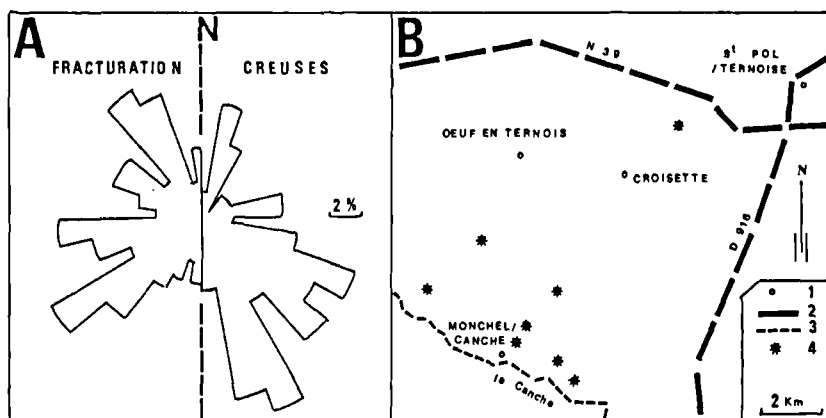 A
N
FRACTURATION
CREUSES
2 %
B
N 39
St POL
/TERNOISE
OEUF EN TERNOIS
CROISETTE
N
D 916
MONCHEL/
CANCHE
la Canche
1
2
3
4
2 Km